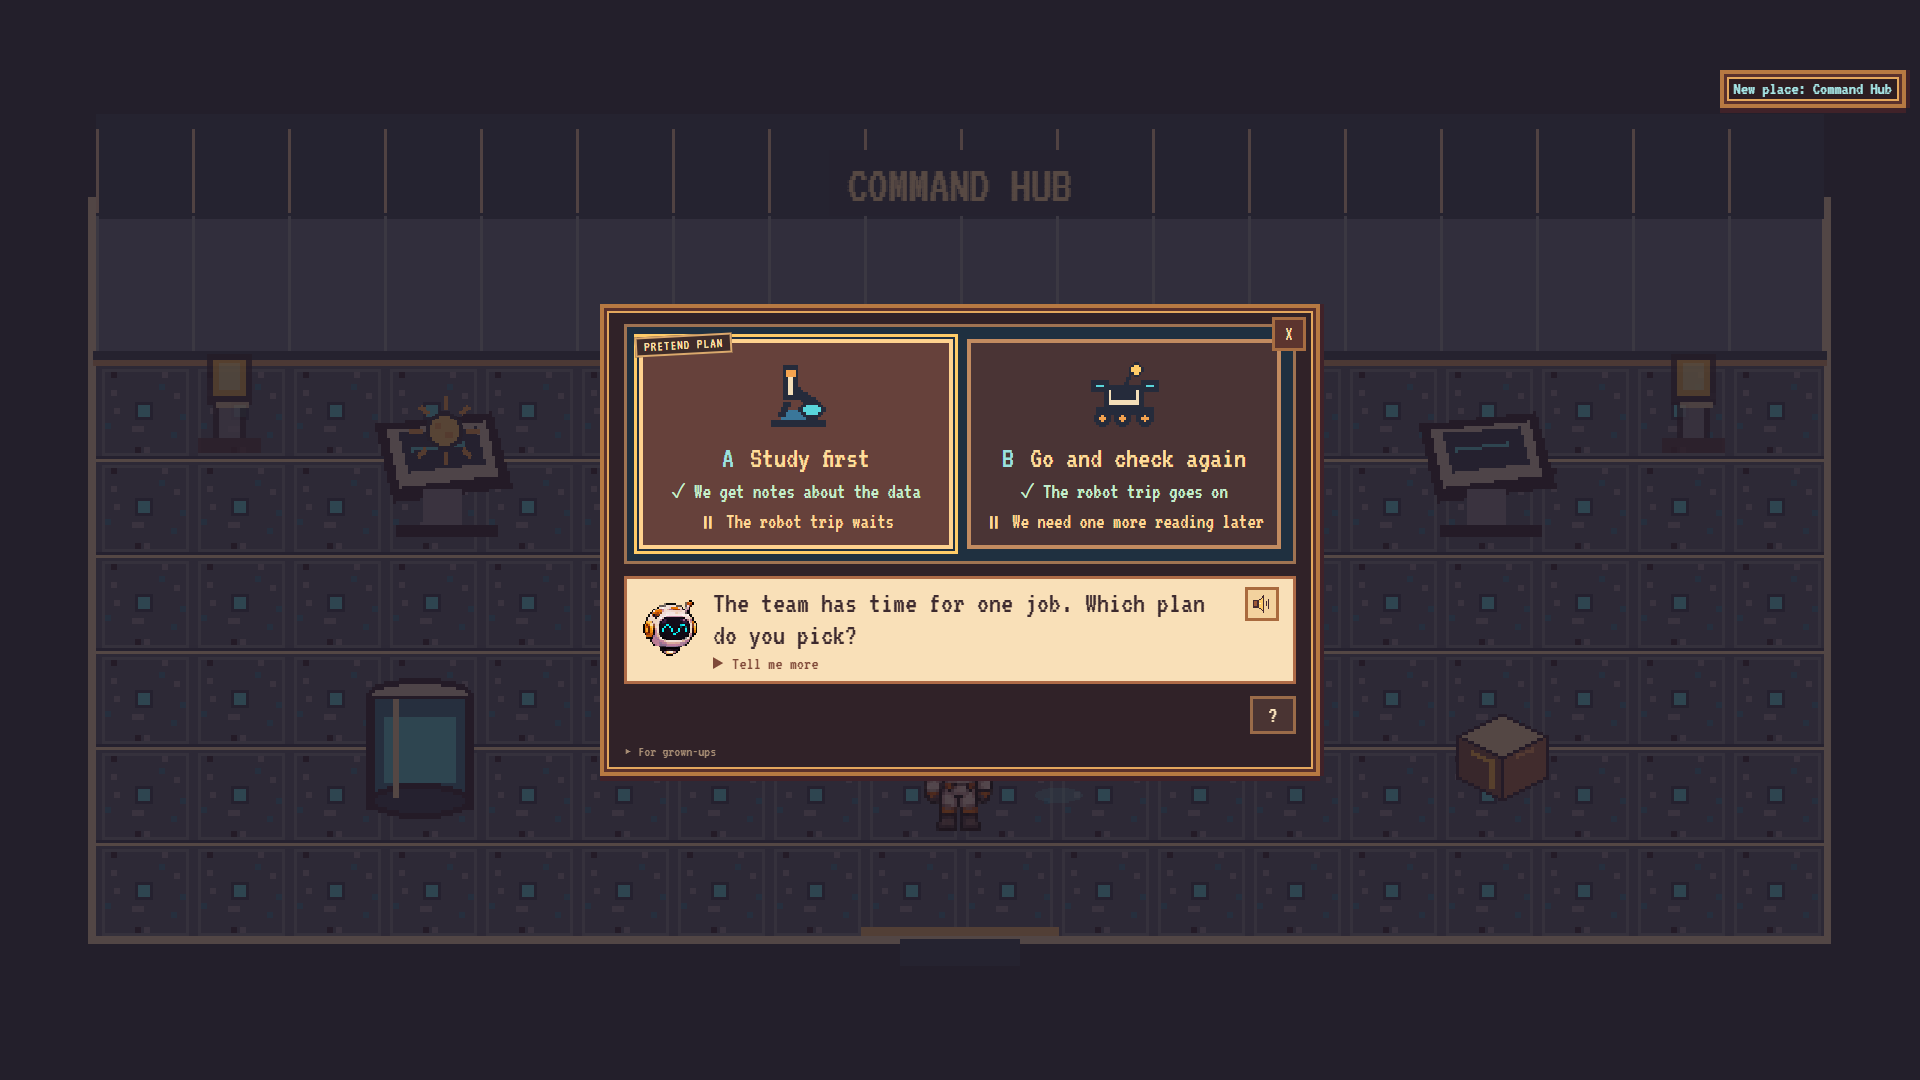 New place: Command Hub
COMMAND HUB
X
PRETEND PLAN
A Study first
✓ We get notes about the data
The robot trip waits
B Go and check again
✓ The robot trip goes on
We need one more reading later
The team has time for one job. Which plan
do you pick?
▶ Tell me more
?
▸ For grown-ups